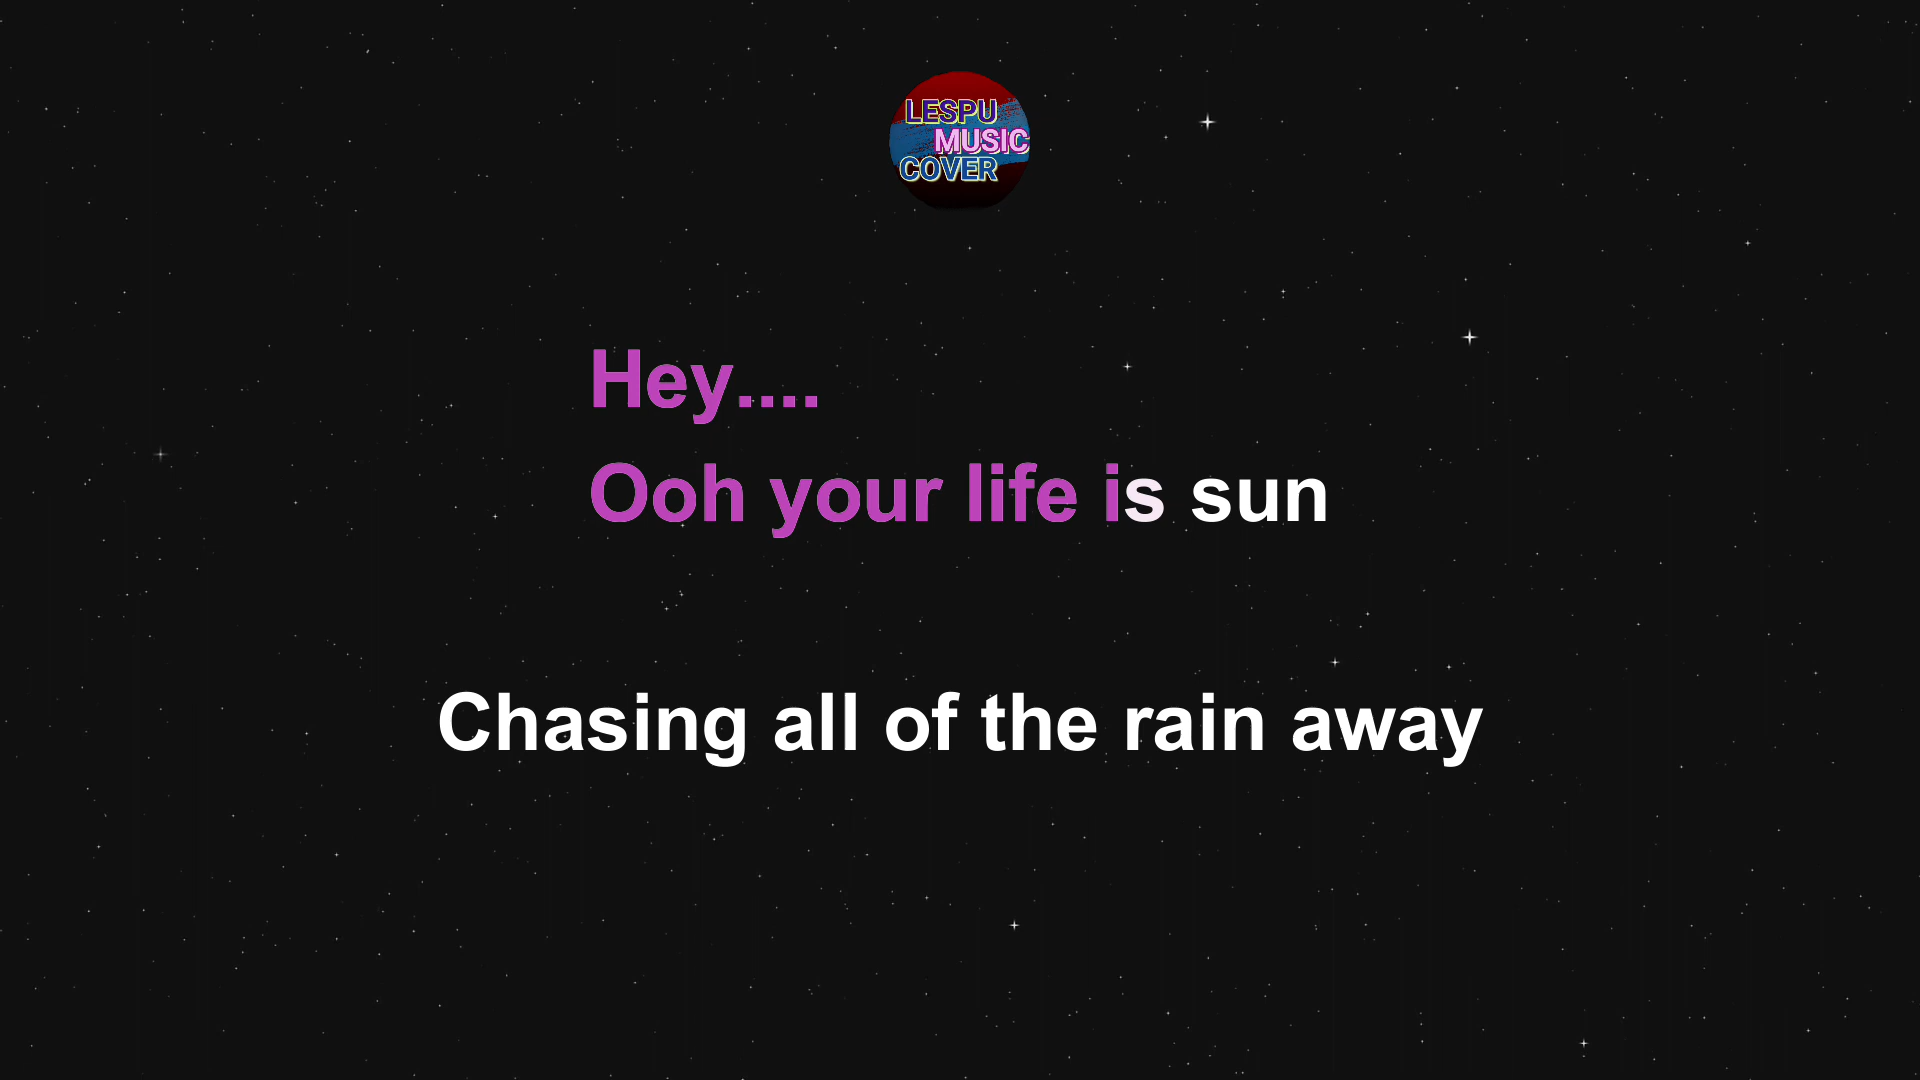 LESPU
MUSIC
COVER
Hey....
Ooh your life is sun
Chasing all of the rain away